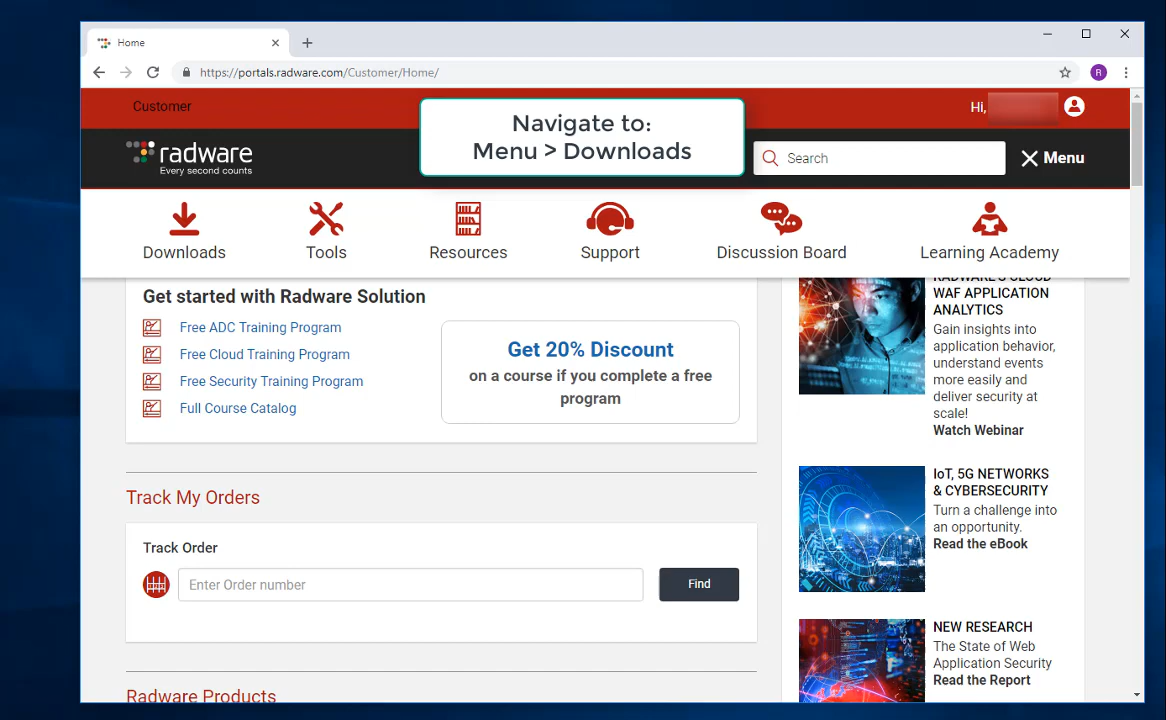 Home
https://portals.radware.com/Customer/Home/
R
Customer
Hi,
Navigate to:
Menu > Downloads
radware
Every second counts
Search
Menu
Downloads
Tools
Resources
Support
Discussion Board
Learning Academy
Get started with Radware Solution
Free ADC Training Program
Free Cloud Training Program
Free Security Training Program
Full Course Catalog
Get 20% Discount
on a course if you complete a free
program
Track My Orders
Track Order
Enter Order number
Find
Radware Products
RADWARE'S CLOUD
WAF APPLICATION
ANALYTICS
Gain insights into
application behavior,
understand events
more easily and
deliver security at
scale!
Watch Webinar
IoT, 5G NETWORKS
& CYBERSECURITY
Turn a challenge into
an opportunity.
Read the eBook
NEW RESEARCH
The State of Web
Application Security
Read the Report